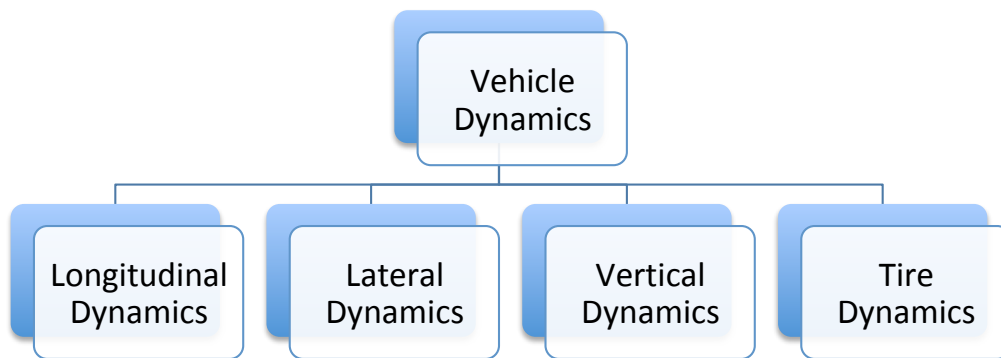 Vehicle
Dynamics
Longitudinal
Dynamics
Lateral
Dynamics
Vertical
Dynamics
Tire
Dynamics